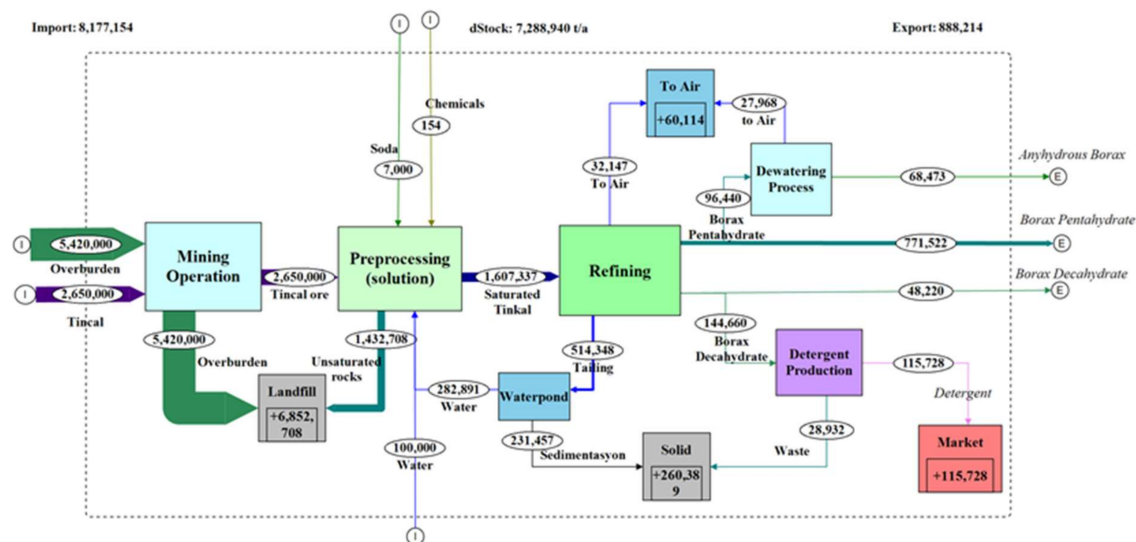 Import: 8,177,154
dStock: 7,288,940 t/a
Export: 888,214
I
I
Chemicals
154
Soda
7,000
To Air
+60,114
27,968
to Air
32,147
To Air
Dewatering
Process
Anyhydrous Borax
68,473
E
96,440
Borax
Pentahydrate
Borax Pentahydrate
771,522
E
I
5,420,000
Overburden
Mining
Operation
Preprocessing
(solution)
Refining
2,650,000
Tincal ore
1,607,337
Saturated
Tinkal
Borax Decahydrate
48,220
E
I
2,650,000
Tincal
5,420,000
Overburden
1,432,708
Unsaturated
rocks
514,348
Tailing
144,660
Borax
Decahydrate
Detergent
Production
115,728
Detergent
Landfill
+6,852,
708
282,891
Water
Waterpond
231,457
Sedimentasyon
28,932
Waste
100,000
Water
Solid
+260,38
9
Market
+115,728
I